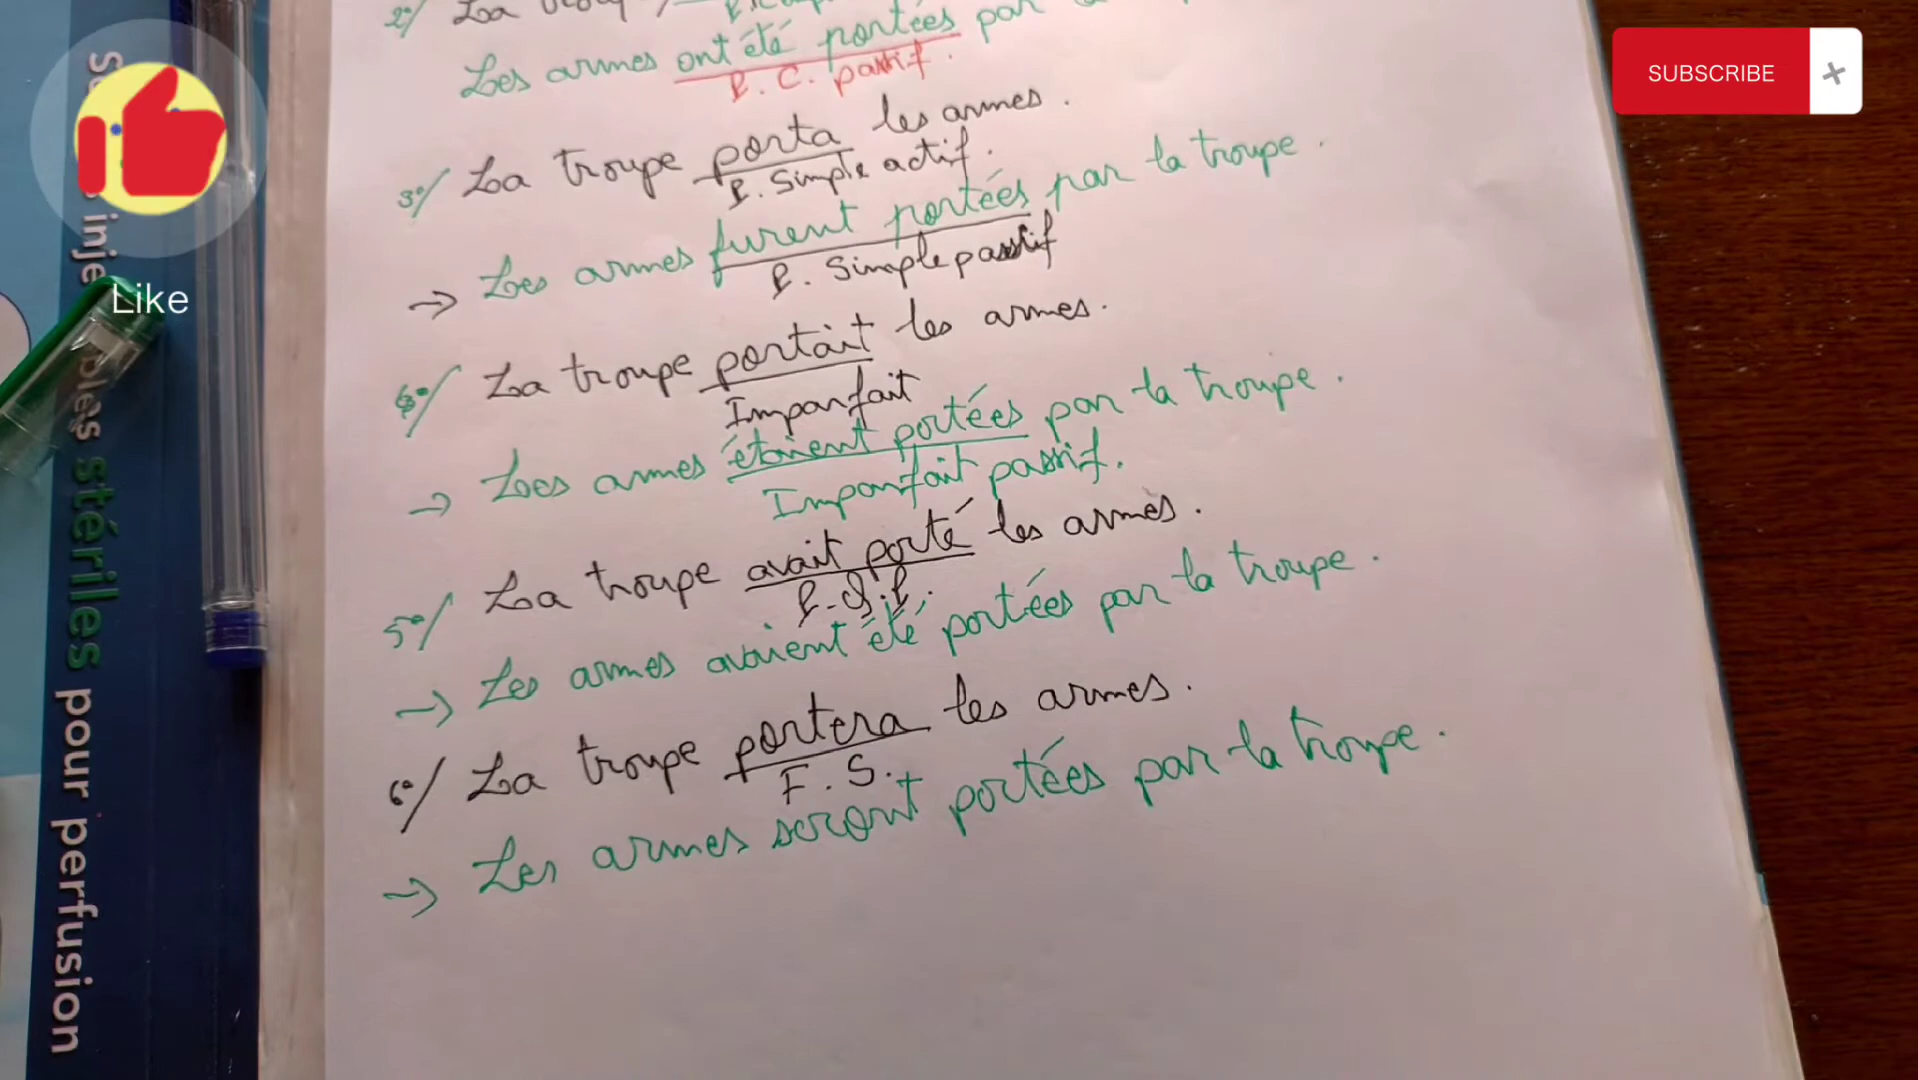 2°/ La
Les armes ont été portées par
P. C. passif.
3°/ La troupe porta les armes.
P. Simple actif.
→ Les armes furent portées par la troupe.
P. Simple passif
4°/ La troupe portait les armes.
Imparfait
→ Les armes étaient portées par la troupe.
Imparfait passif.
5°/ La troupe avait porté les armes.
P.Q.P.
→ Les armes avaient été portées par la troupe.
6°/ La troupe portera les armes.
F.S.
→ Les armes seront portées par la troupe.
SUBSCRIBE +
Like
stériles pour perfusion